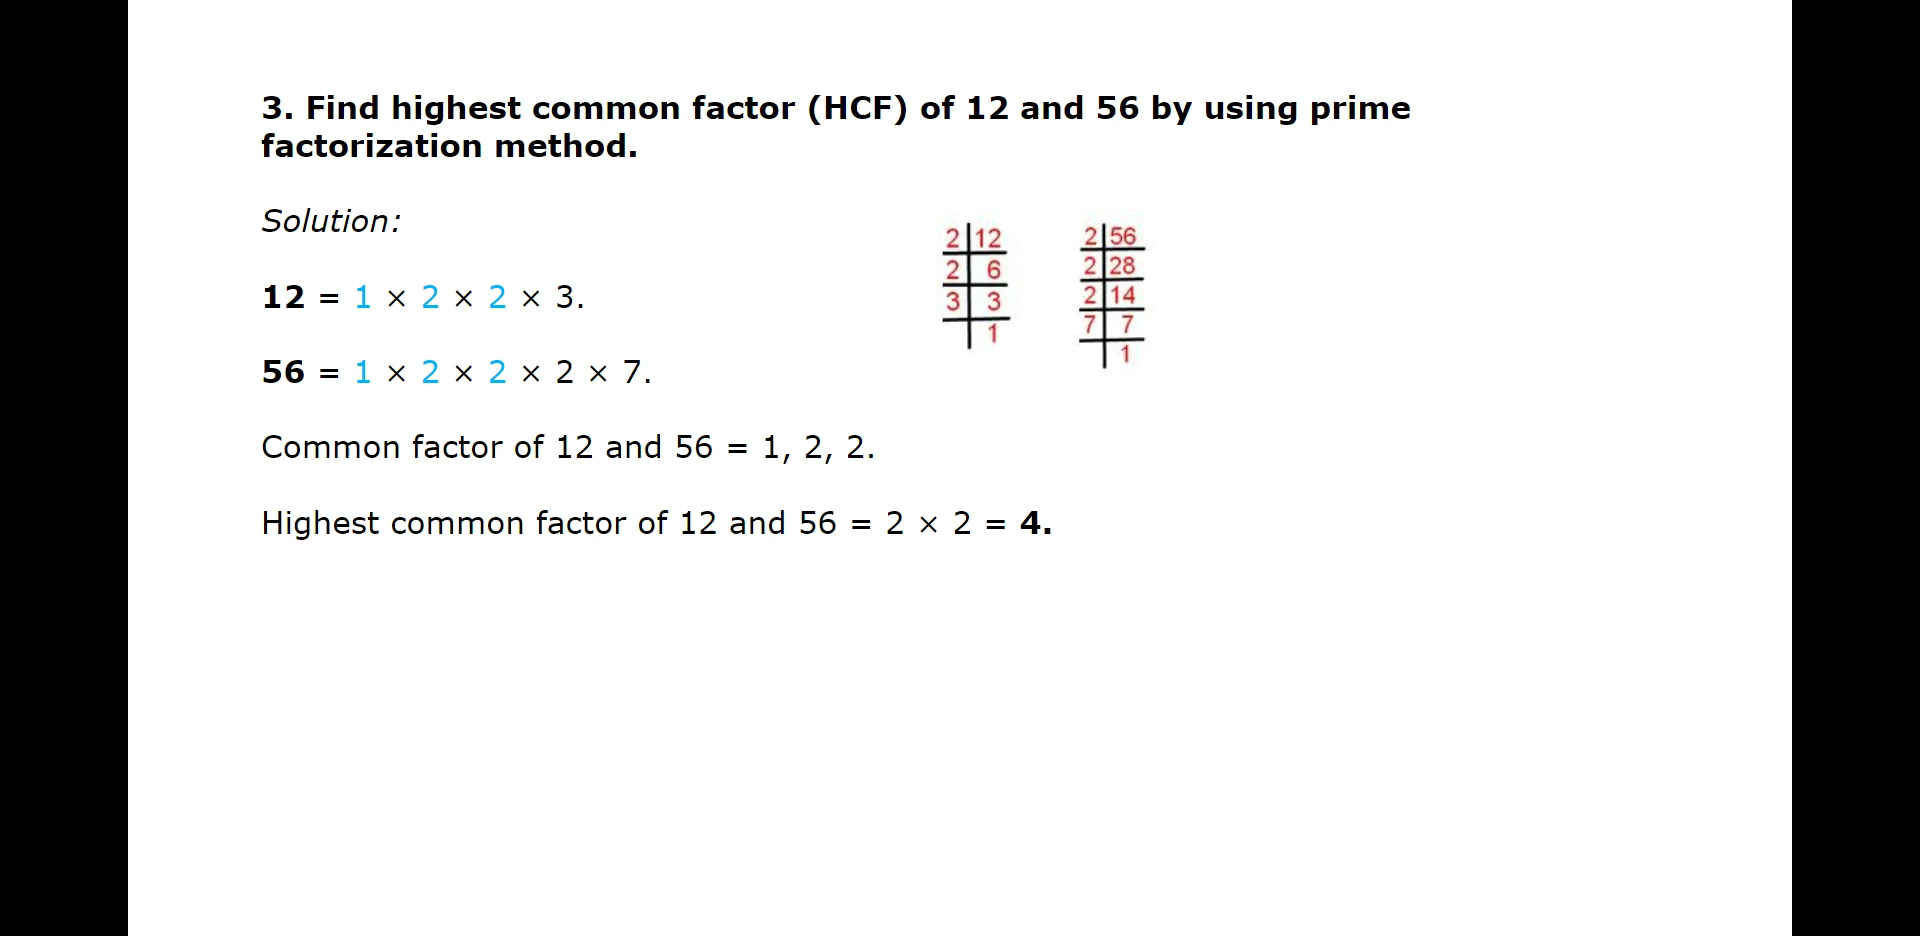 3. Find highest common factor (HCF) of 12 and 56 by using prime
factorization method.
Solution:
12 = 1 × 2 × 2 × 3.
56 = 1 × 2 × 2 × 2 × 7.
Common factor of 12 and 56 = 1, 2, 2.
Highest common factor of 12 and 56 = 2 × 2 = 4.
2 12
2 6
3 3
1
2 56
2 28
2 14
7 7
1